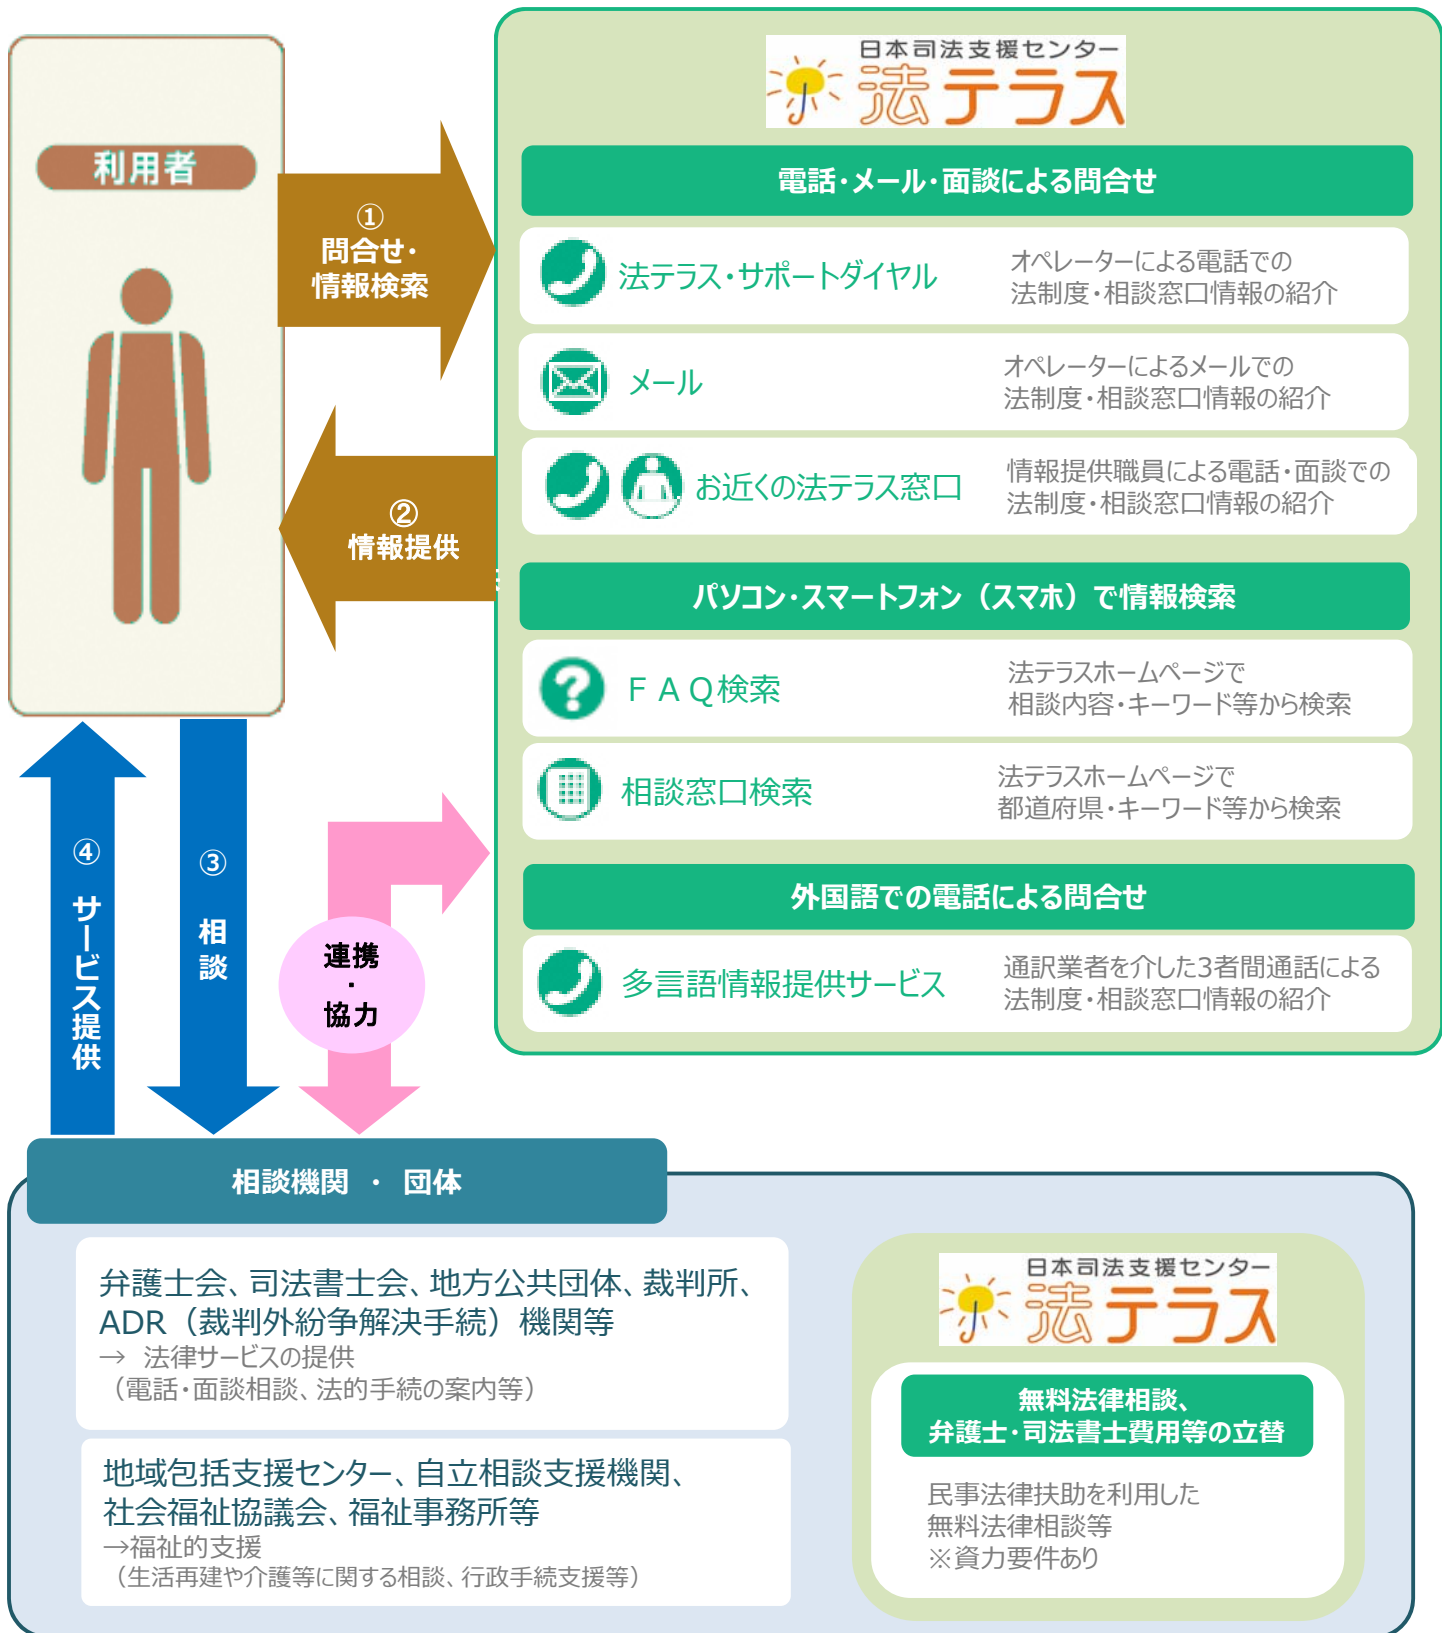 利用者
①
問合せ・
情報検索
②
情報提供
日本司法支援センター
法テラス
電話・メール・面談による問合せ
法テラス・サポートダイヤル
オペレーターによる電話での
法制度・相談窓口情報の紹介
メール
オペレーターによるメールでの
法制度・相談窓口情報の紹介
お近くの法テラス窓口
情報提供職員による電話・面談での
法制度・相談窓口情報の紹介
パソコン・スマートフォン（スマホ）で情報検索
ＦＡＱ検索
法テラスホームページで
相談内容・キーワード等から検索
相談窓口検索
法テラスホームページで
都道府県・キーワード等から検索
外国語での電話による問合せ
多言語情報提供サービス
通訳業者を介した3者間通話による
法制度・相談窓口情報の紹介
④ サービス提供
③ 相談
連携
・
協力
相談機関 ・ 団体
弁護士会、司法書士会、地方公共団体、裁判所、
ADR（裁判外紛争解決手続）機関等
→ 法律サービスの提供
（電話・面談相談、法的手続の案内等）
地域包括支援センター、自立相談支援機関、
社会福祉協議会、福祉事務所等
→福祉的支援
（生活再建や介護等に関する相談、行政手続支援等）
日本司法支援センター
法テラス
無料法律相談、
弁護士・司法書士費用等の立替
民事法律扶助を利用した
無料法律相談等
※資力要件あり